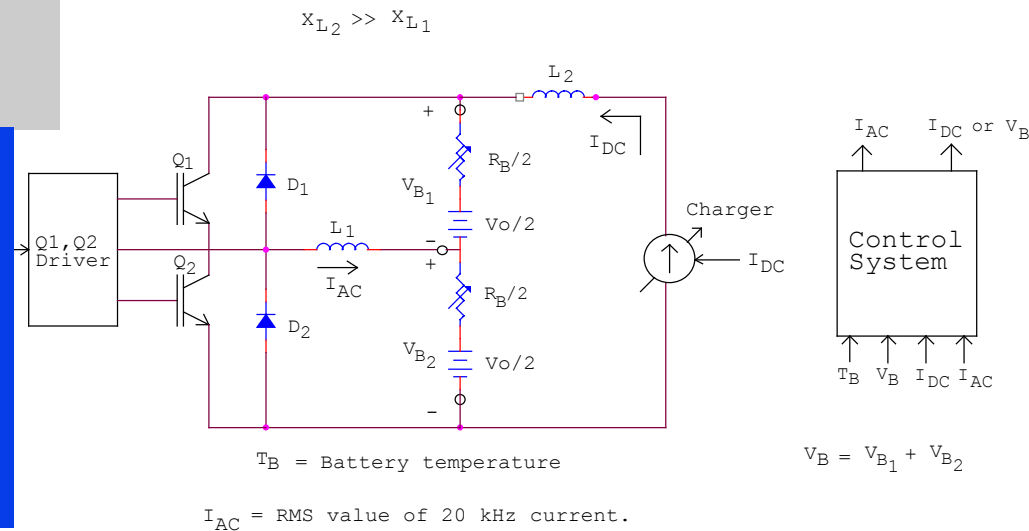 X_L2 >> X_L1
L2
+
I_DC
I_AC
I_DC or V_B
Q1
R_B/2
D1
V_B1
Charger
L1
Vo/2
Q1,Q2
Driver
−
+
Control
System
I_DC
Q2
I_AC
R_B/2
D2
V_B2
Vo/2
T_B V_B I_DC I_AC
−
T_B = Battery temperature
V_B = V_B1 + V_B2
I_AC = RMS value of 20 kHz current.